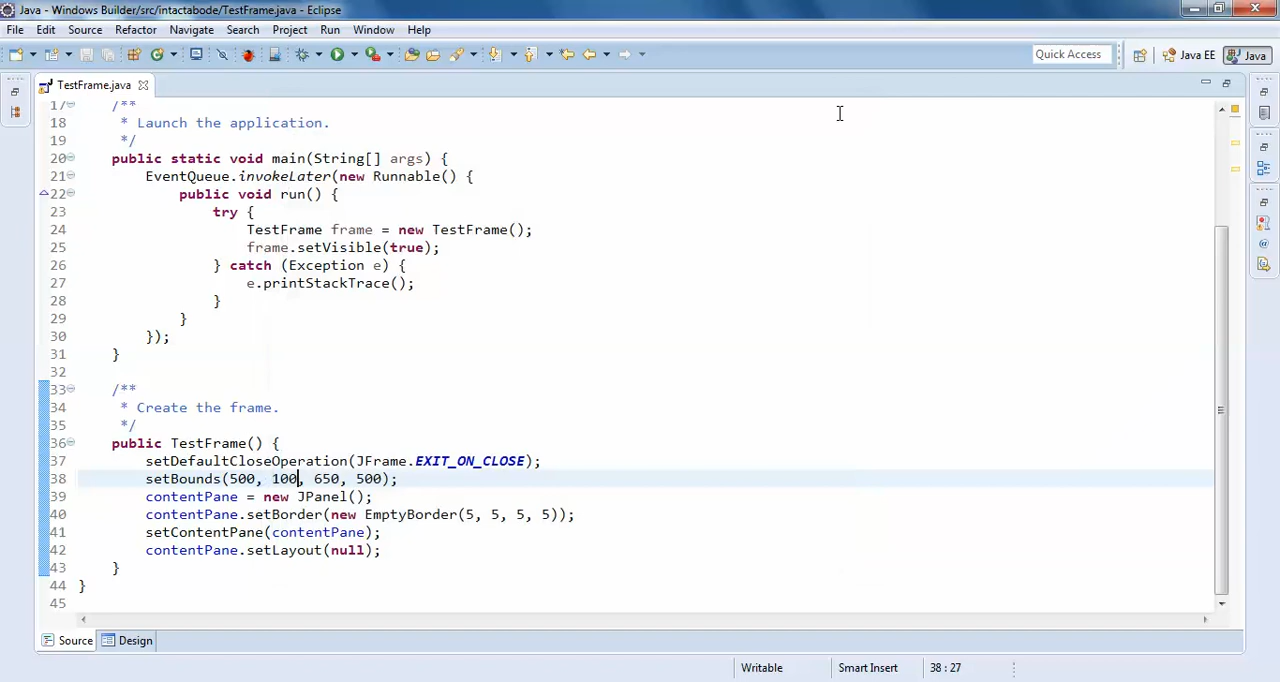 Java - Windows Builder/src/intactabode/TestFrame.java - Eclipse
File Edit Source Refactor Navigate Search Project Run Window Help
Quick Access Java EE Java
TestFrame.java
17 /**
18 * Launch the application.
19 */
20 public static void main(String[] args) {
21 EventQueue.invokeLater(new Runnable() {
22 public void run() {
23 try {
24 TestFrame frame = new TestFrame();
25 frame.setVisible(true);
26 } catch (Exception e) {
27 e.printStackTrace();
28 }
29 }
30 });
31 }
32
33 /**
34 * Create the frame.
35 */
36 public TestFrame() {
37 setDefaultCloseOperation(JFrame.EXIT_ON_CLOSE);
38 setBounds(500, 100, 650, 500);
39 contentPane = new JPanel();
40 contentPane.setBorder(new EmptyBorder(5, 5, 5, 5));
41 setContentPane(contentPane);
42 contentPane.setLayout(null);
43 }
44 }
45
Source Design
Writable Smart Insert 38 : 27